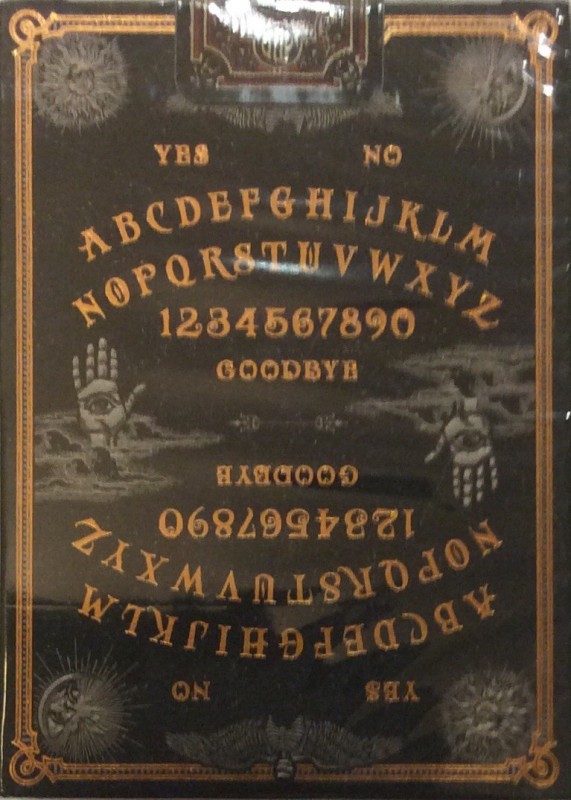 YES NO
ABCDEFGHIJKLM
NOPQRSTUVWXYZ
1234567890
GOODBYE
GOODBYE
1234567890
NOPQRSTUVWXYZ
ABCDEFGHIJKLM
YES NO